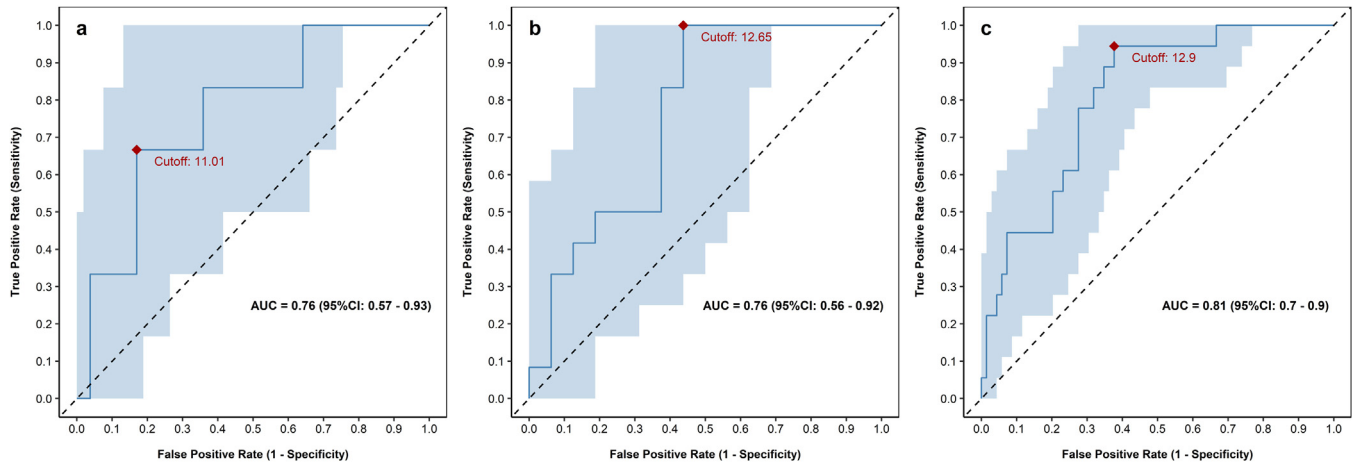 a
True Positive Rate (Sensitivity)
1.0
0.9
0.8
0.7
0.6
0.5
0.4
0.3
0.2
0.1
0.0
Cutoff: 11.01
AUC = 0.76 (95%CI: 0.57 - 0.93)
0.0 0.1 0.2 0.3 0.4 0.5 0.6 0.7 0.8 0.9 1.0
False Positive Rate (1 - Specificity)
b
True Positive Rate (Sensitivity)
1.0
0.9
0.8
0.7
0.6
0.5
0.4
0.3
0.2
0.1
0.0
Cutoff: 12.65
AUC = 0.76 (95%CI: 0.56 - 0.92)
0.0 0.1 0.2 0.3 0.4 0.5 0.6 0.7 0.8 0.9 1.0
False Positive Rate (1 - Specificity)
c
True Positive Rate (Sensitivity)
1.0
0.9
0.8
0.7
0.6
0.5
0.4
0.3
0.2
0.1
0.0
Cutoff: 12.9
AUC = 0.81 (95%CI: 0.7 - 0.9)
0.0 0.1 0.2 0.3 0.4 0.5 0.6 0.7 0.8 0.9 1.0
False Positive Rate (1 - Specificity)